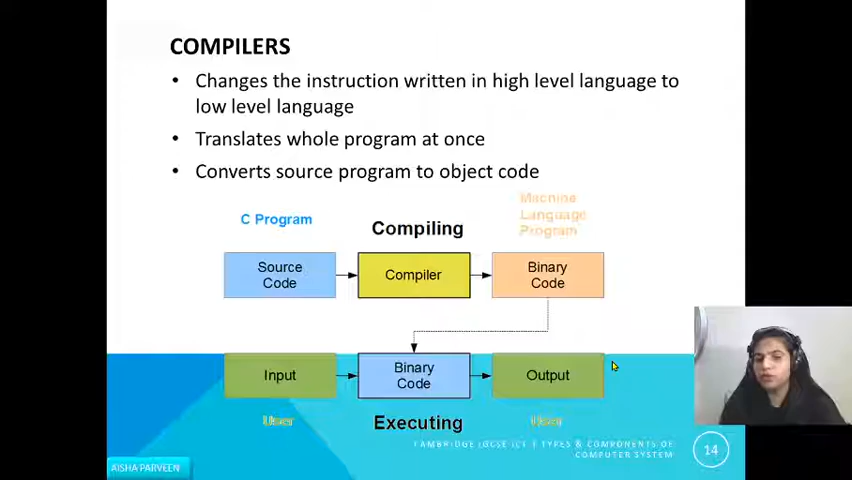 COMPILERS
• Changes the instruction written in high level language to
low level language
• Translates whole program at once
• Converts source program to object code
C Program
Compiling
Machine
Language
Program
Source
Code
Compiler
Binary
Code
Input
Binary
Code
Output
User
Executing
User
CAMBRIDGE IGCSE ICT | TYPES & COMPONENTS OF
COMPUTER SYSTEM
14
AISHA PARVEEN